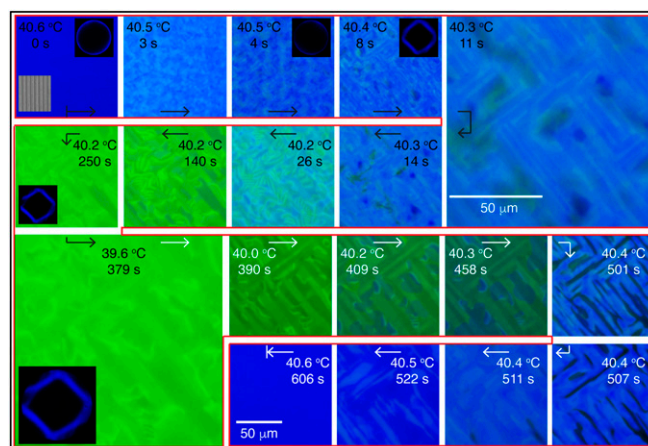 40.6 °C
0 s
40.5 °C
3 s
40.5 °C
4 s
40.4 °C
8 s
40.3 °C
11 s
50 μm
40.2 °C
250 s
40.2 °C
140 s
40.2 °C
26 s
40.3 °C
14 s
39.6 °C
379 s
40.0 °C
390 s
40.2 °C
409 s
40.3 °C
458 s
40.4 °C
501 s
40.6 °C
606 s
50 μm
40.5 °C
522 s
40.4 °C
511 s
40.4 °C
507 s